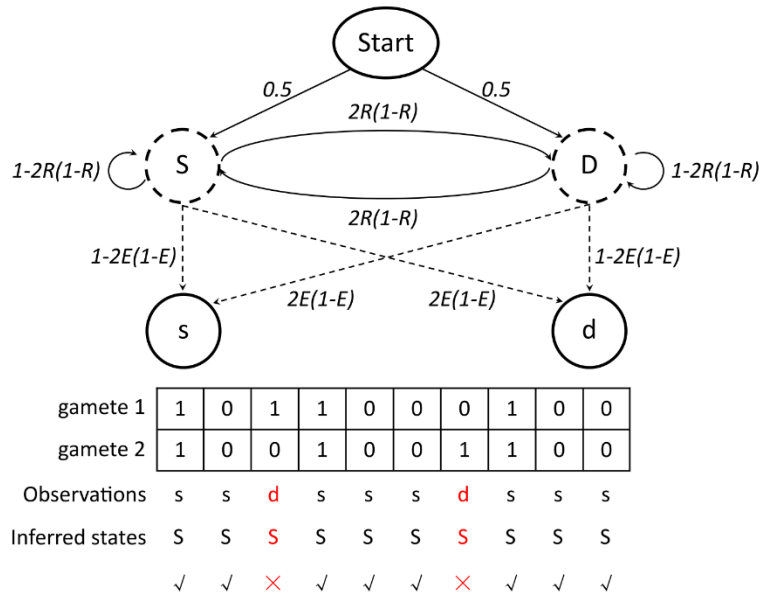 Start
0.5 0.5
2R(1-R)
1-2R(1-R) S D 1-2R(1-R)
2R(1-R)
1-2E(1-E) 1-2E(1-E)
2E(1-E) 2E(1-E)
s d
gamete 1 1 0 1 1 0 0 0 1 0 0
gamete 2 1 0 0 1 0 0 1 1 0 0
Observations s s d s s s d s s s
Inferred states S S S S S S S S S S
√ √ × √ √ √ × √ √ √